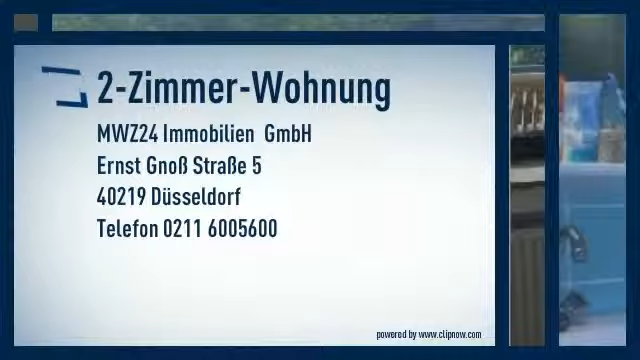 2-Zimmer-Wohnung
MWZ24 Immobilien GmbH
Ernst Gnoß Straße 5
40219 Düsseldorf
Telefon 0211 6005600
powered by www.clipnow.com